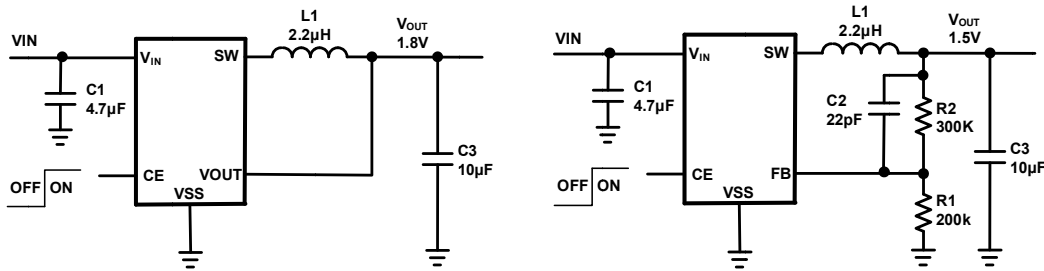 VIN
C1
4.7µF
OFF
ON
VIN
SW
CE
VOUT
VSS
L1
2.2µH
VOUT
1.8V
C3
10µF
VIN
C1
4.7µF
OFF
ON
VIN
SW
CE
FB
VSS
L1
2.2µH
VOUT
1.5V
C2
22pF
R2
300K
R1
200k
C3
10µF